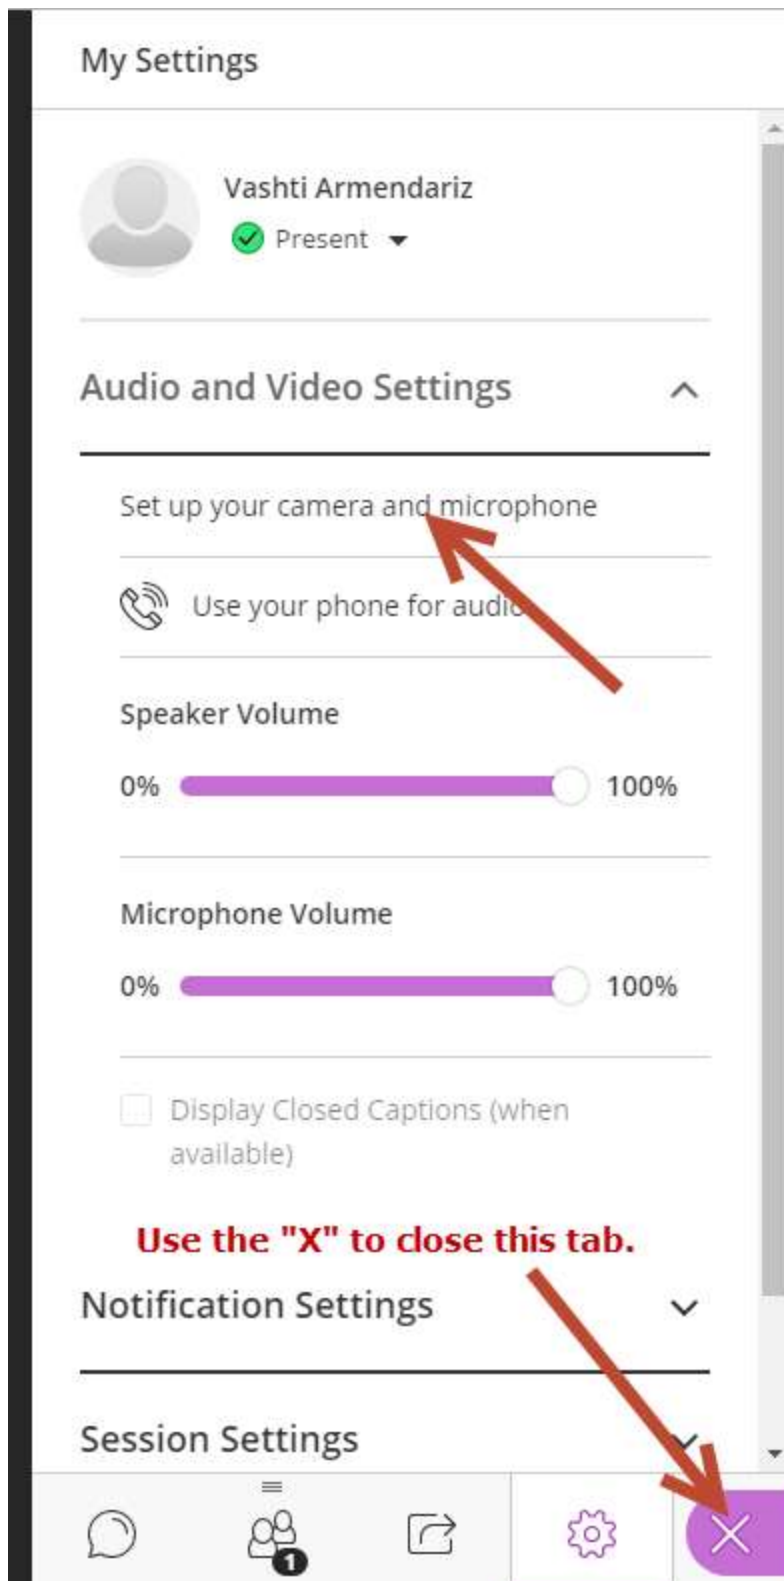 My Settings
Vashti Armendariz
Present
Audio and Video Settings
Set up your camera and microphone
Use your phone for audio
Speaker Volume
0% 100%
Microphone Volume
0% 100%
Display Closed Captions (when
available)
Use the "X" to close this tab.
Notification Settings
Session Settings
1